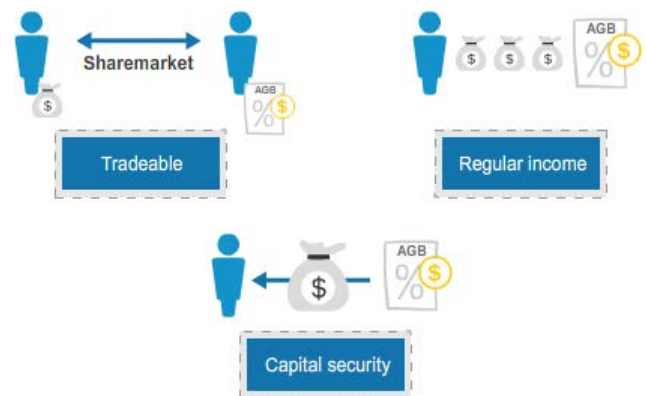 Sharemarket
$
AGB
% $
Tradeable
$ $ $
AGB
% $
Regular income
$
AGB
% $
Capital security